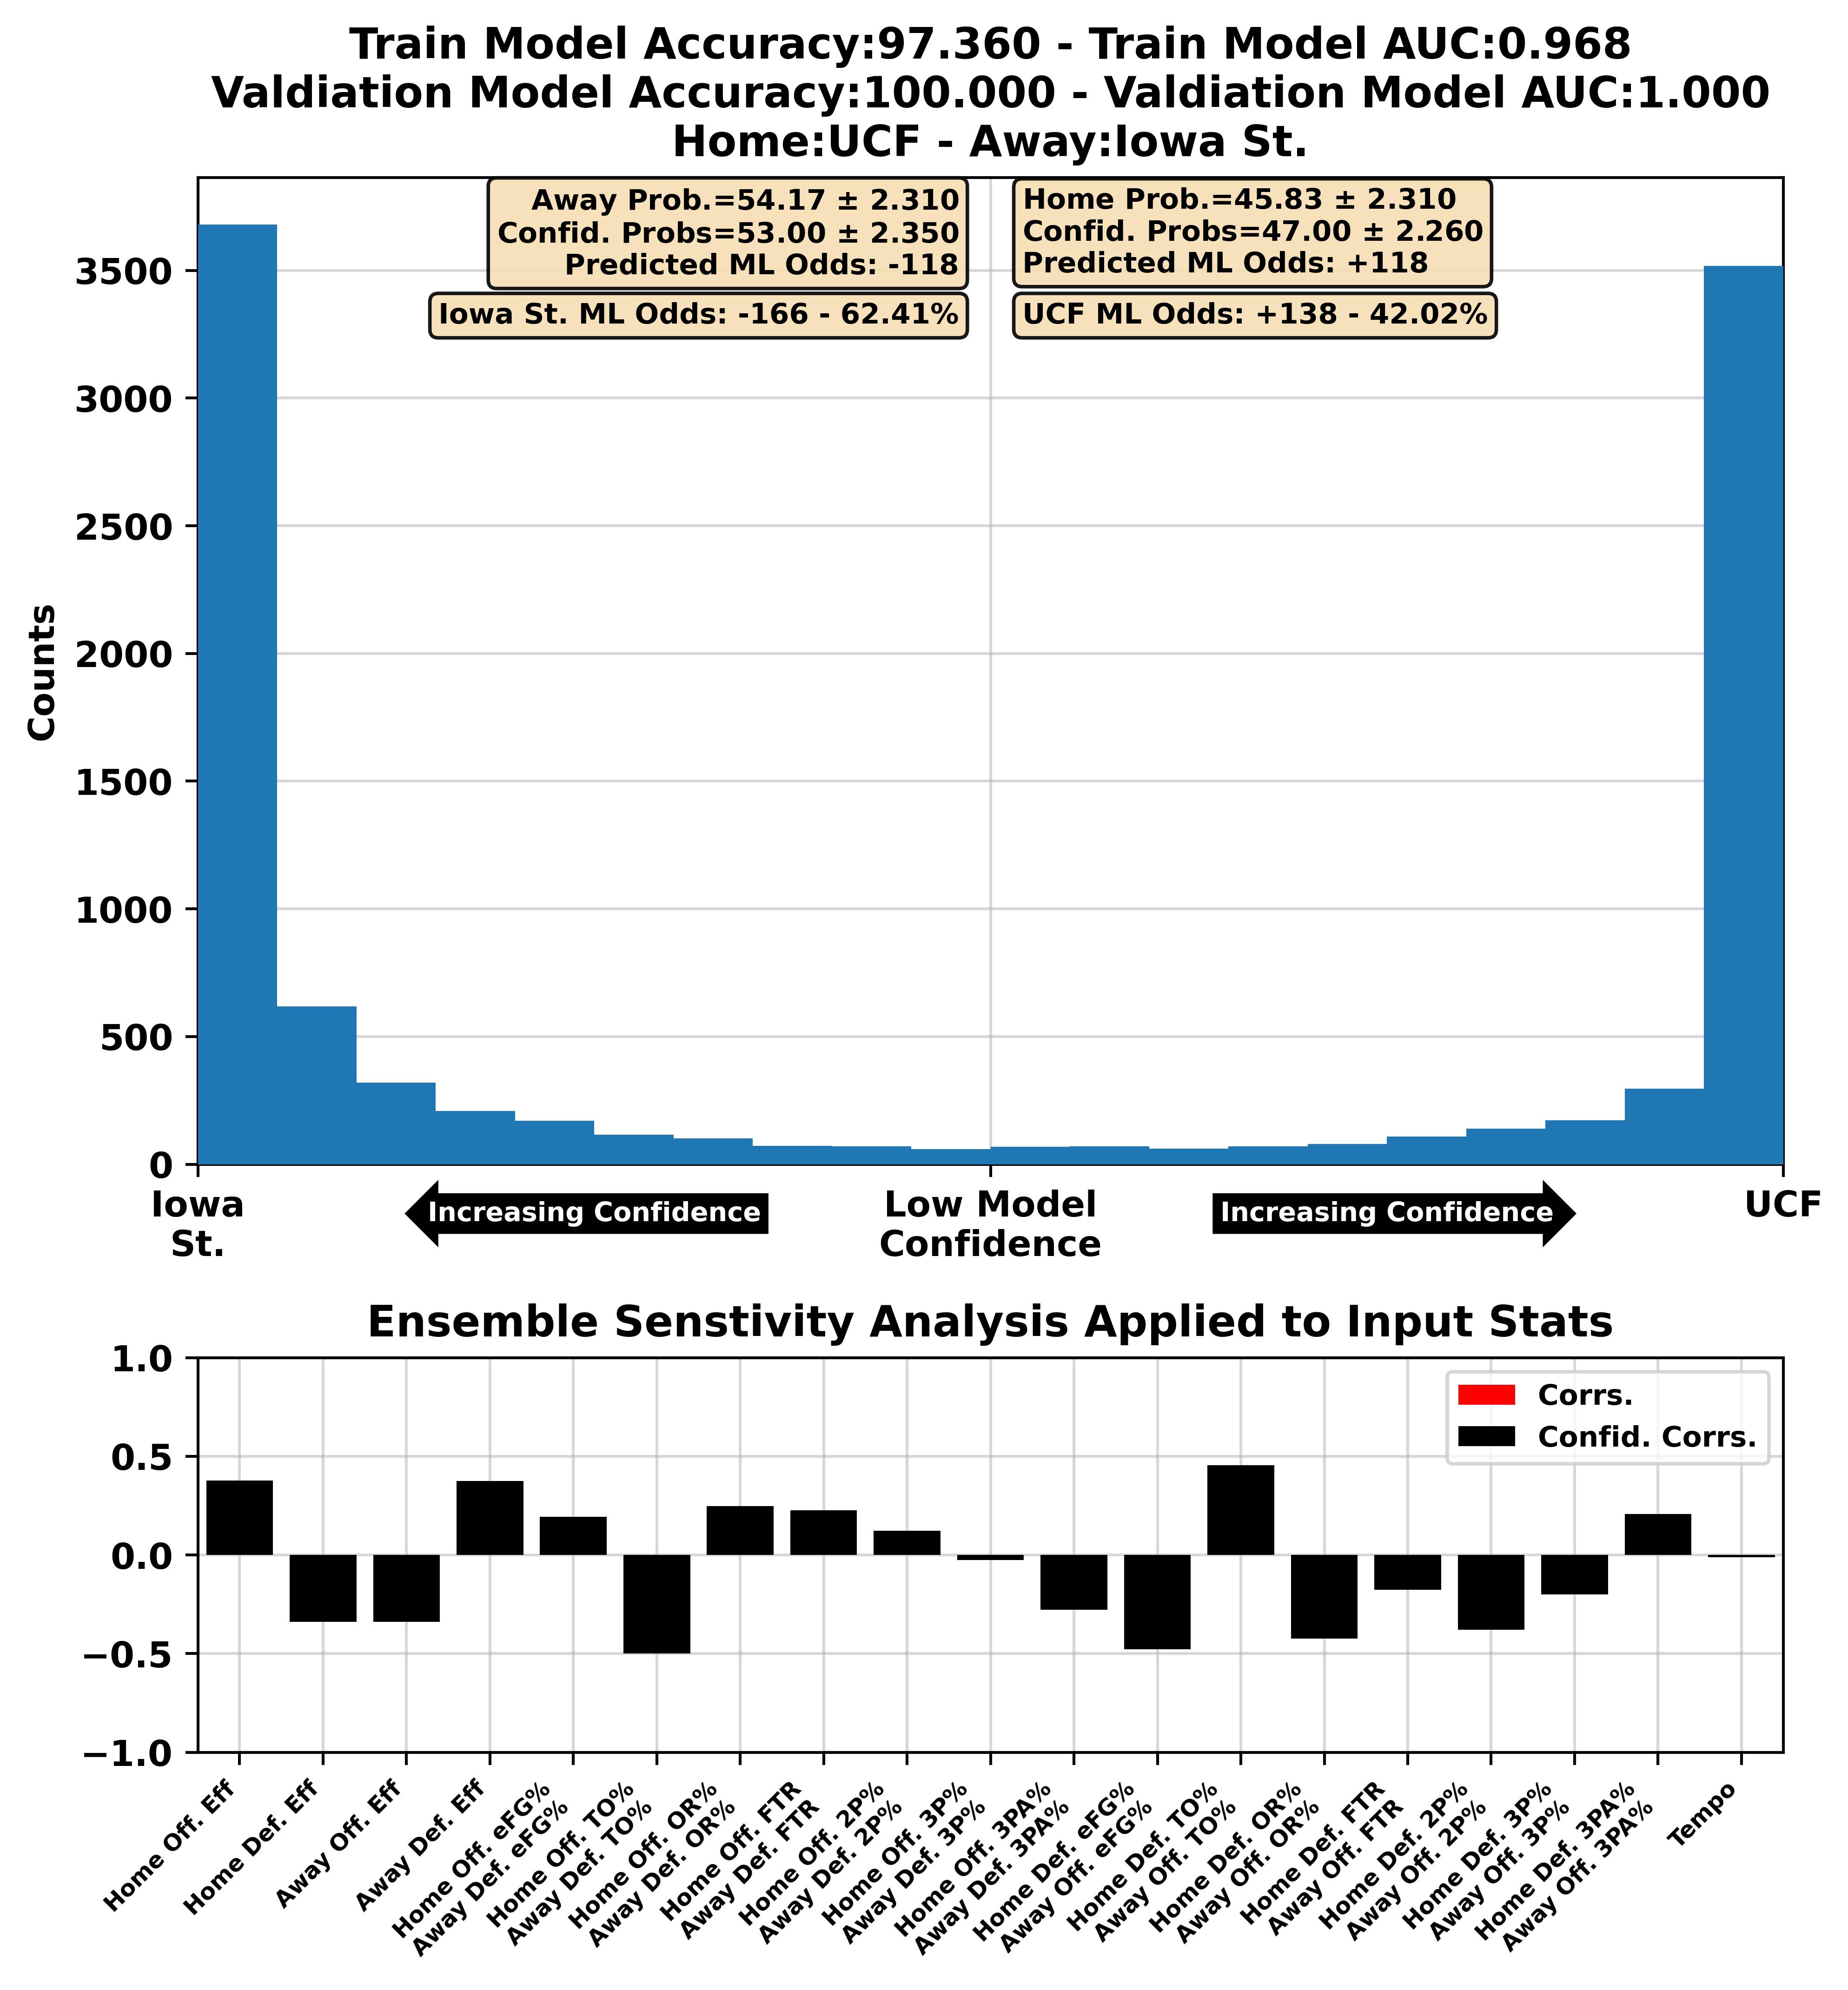 Train Model Accuracy:97.360 - Train Model AUC:0.968
Valdiation Model Accuracy:100.000 - Valdiation Model AUC:1.000
Home:UCF - Away:Iowa St.
Away Prob.=54.17 ± 2.310
Confid. Probs=53.00 ± 2.350
Predicted ML Odds: -118
Iowa St. ML Odds: -166 - 62.41%
Home Prob.=45.83 ± 2.310
Confid. Probs=47.00 ± 2.260
Predicted ML Odds: +118
UCF ML Odds: +138 - 42.02%
Counts
3500
3000
2500
2000
1500
1000
500
0
Iowa
St.
Increasing Confidence
Low Model
Confidence
Increasing Confidence
UCF
Ensemble Senstivity Analysis Applied to Input Stats
1.0
0.5
0.0
−0.5
−1.0
Corrs.
Confid. Corrs.
Home Off. Eff
Home Def. Eff
Away Off. Eff
Away Def. Eff
Home Off. eFG%
Away Def. eFG%
Home Off. TO%
Away Def. TO%
Home Off. OR%
Away Def. OR%
Home Off. FTR
Away Def. FTR
Home Off. 2P%
Away Def. 2P%
Home Off. 3P%
Away Def. 3P%
Home Off. 3PA%
Away Def. 3PA%
Home Def. eFG%
Away Off. eFG%
Home Def. TO%
Away Off. TO%
Home Def. OR%
Away Off. OR%
Home Def. FTR
Away Off. FTR
Home Def. 2P%
Away Off. 2P%
Home Def. 3P%
Away Off. 3P%
Home Def. 3PA%
Away Off. 3PA%
Tempo